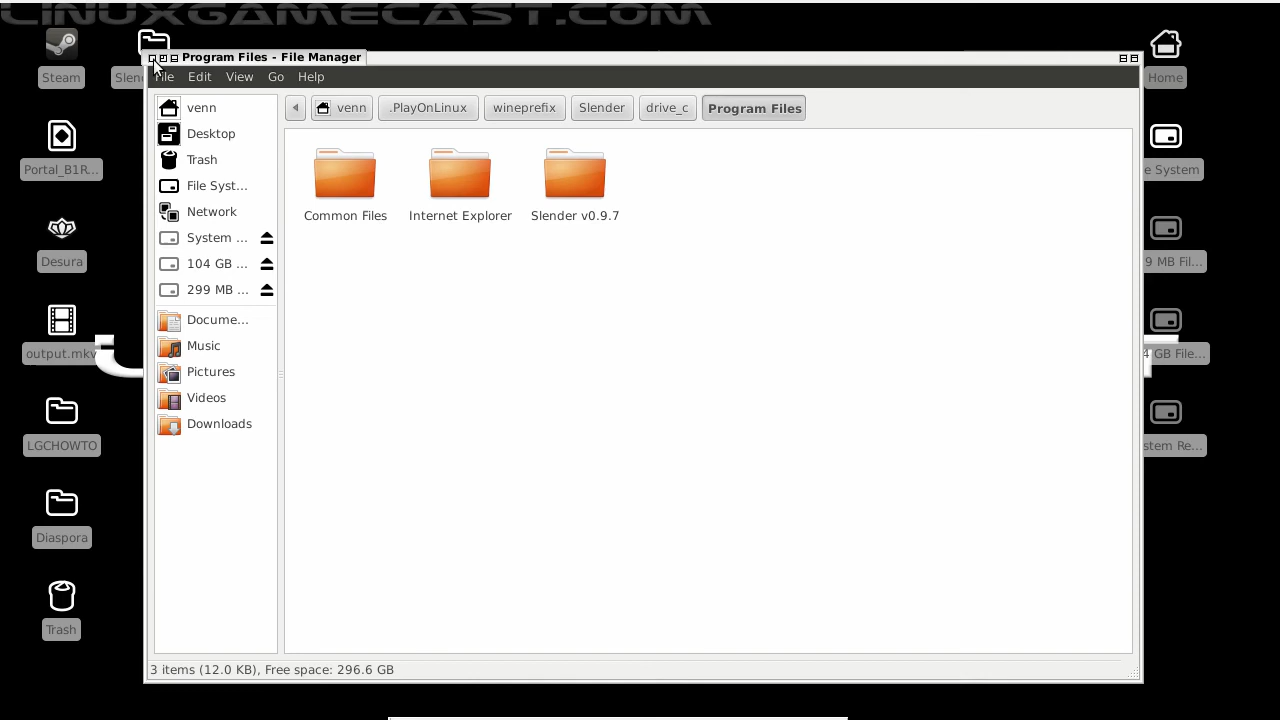 LINUXGAMECAST.COM
Program Files - File Manager
File Edit View Go Help
venn
.PlayOnLinux
wineprefix
Slender
drive_c
Program Files
venn
Desktop
Trash
File Syst...
Network
System ...
104 GB ...
299 MB ...
Docume...
Music
Pictures
Videos
Downloads
Common Files
Internet Explorer
Slender v0.9.7
3 items (12.0 KB), Free space: 296.6 GB
Steam
Slen
Portal_B1R...
Desura
output.mkv
LGCHOWTO
Diaspora
Trash
Home
e System
9 MB Fil...
4 GB File...
stem Re...